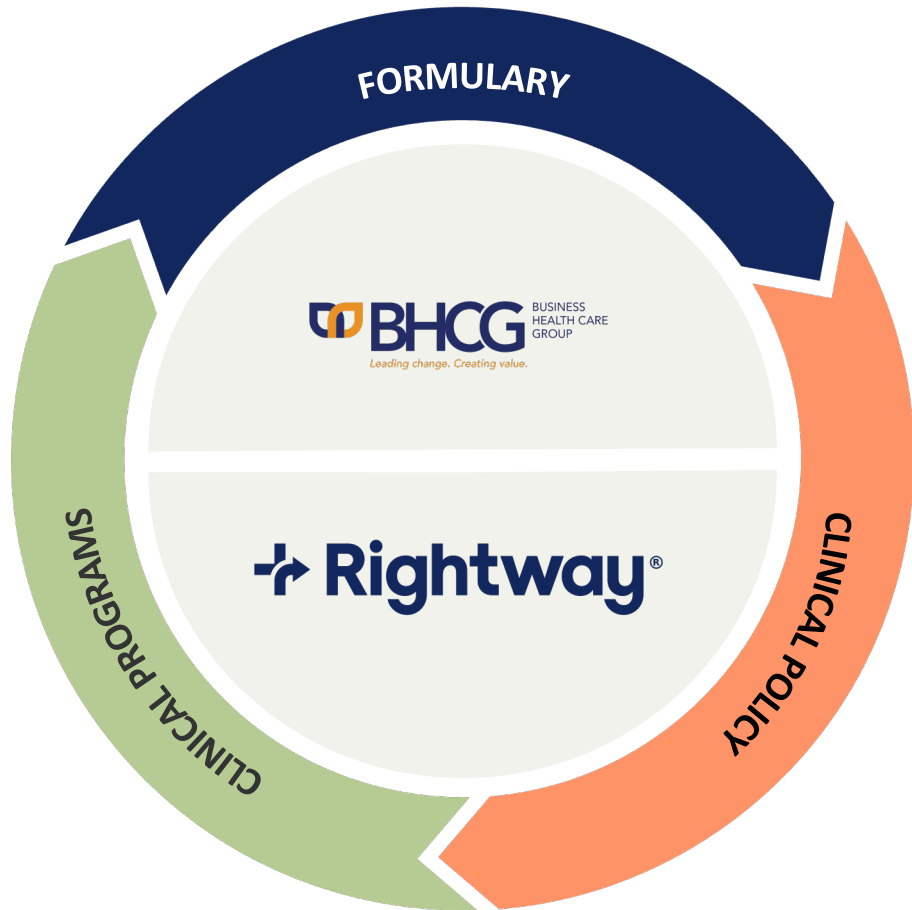 FORMULARY
BHCG
BUSINESS
HEALTH CARE
GROUP
Leading change. Creating value.
Rightway®
CLINICAL POLICY
CLINICAL PROGRAMS